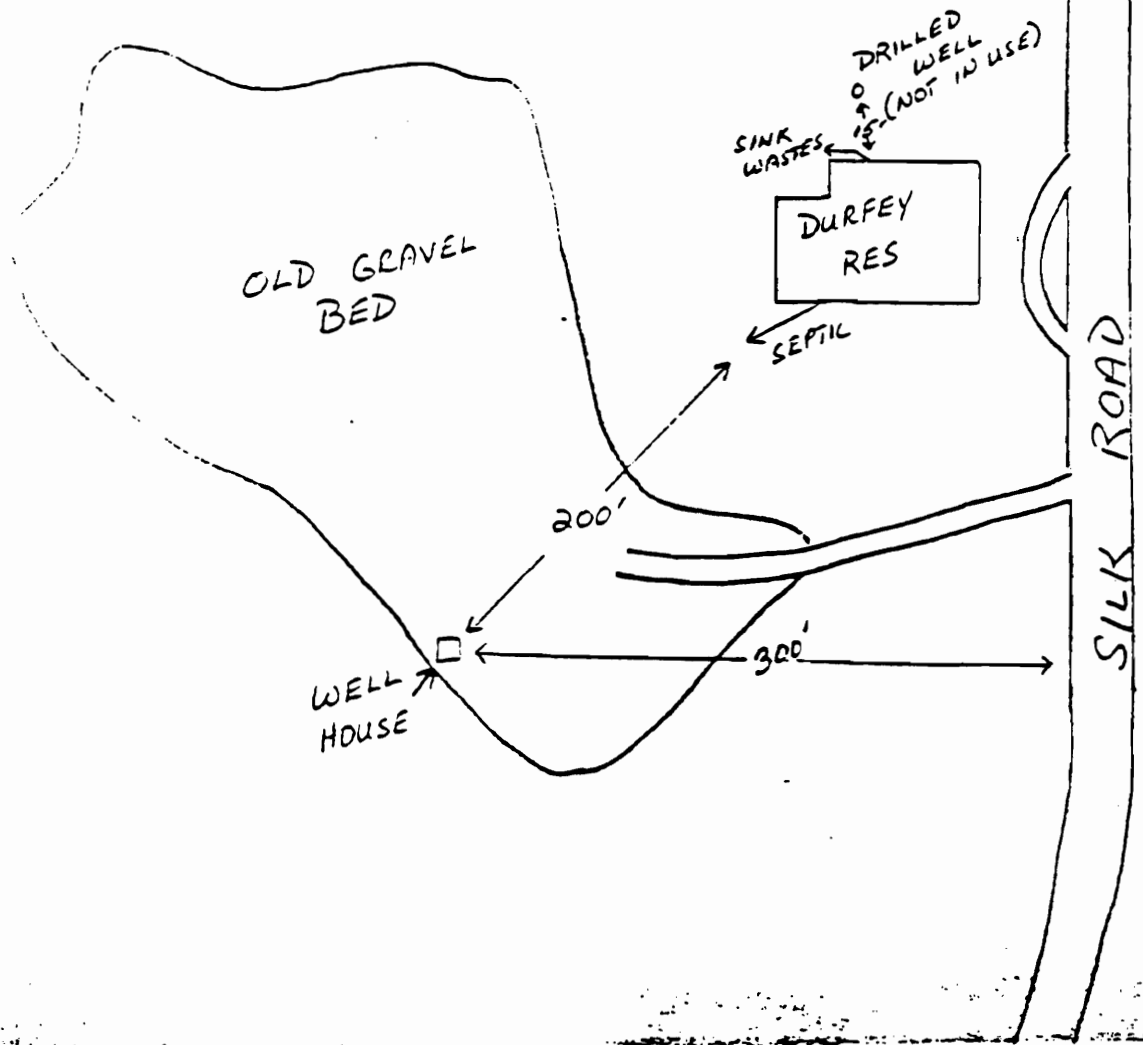 DRILLED
WELL
(NOT IN USE)
15'
SINK
WASTES
DURFEY
RES
OLD GRAVEL
BED
SEPTIC
200'
300'
WELL
HOUSE
SILK ROAD